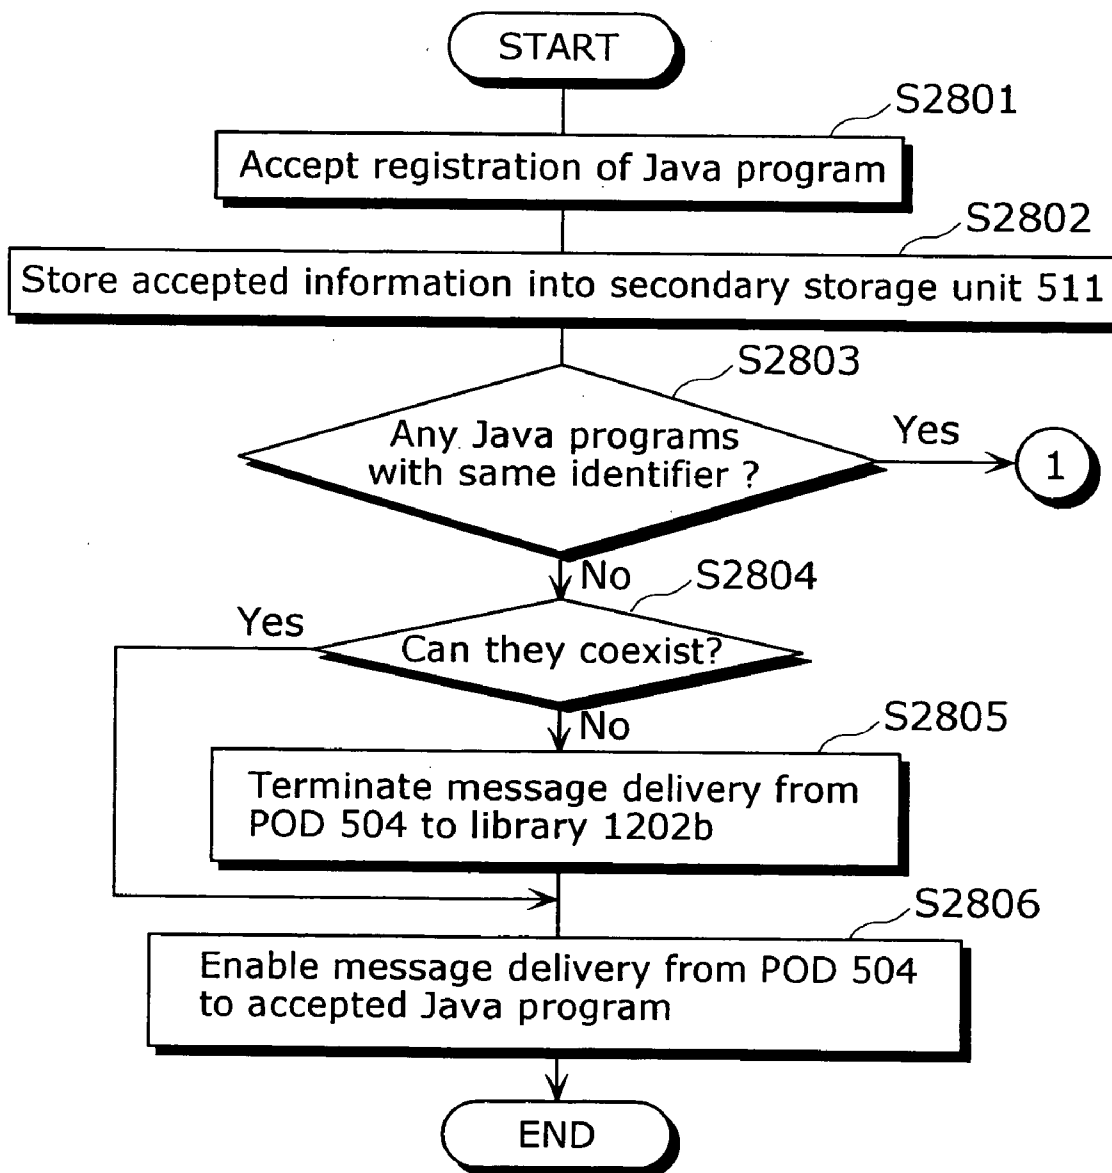 START
S2801
Accept registration of Java program
S2802
Store accepted information into secondary storage unit 511
S2803
Any Java programs
with same identifier ?
Yes
1
No
S2804
Yes
Can they coexist?
No
S2805
Terminate message delivery from
POD 504 to library 1202b
S2806
Enable message delivery from POD 504
to accepted Java program
END